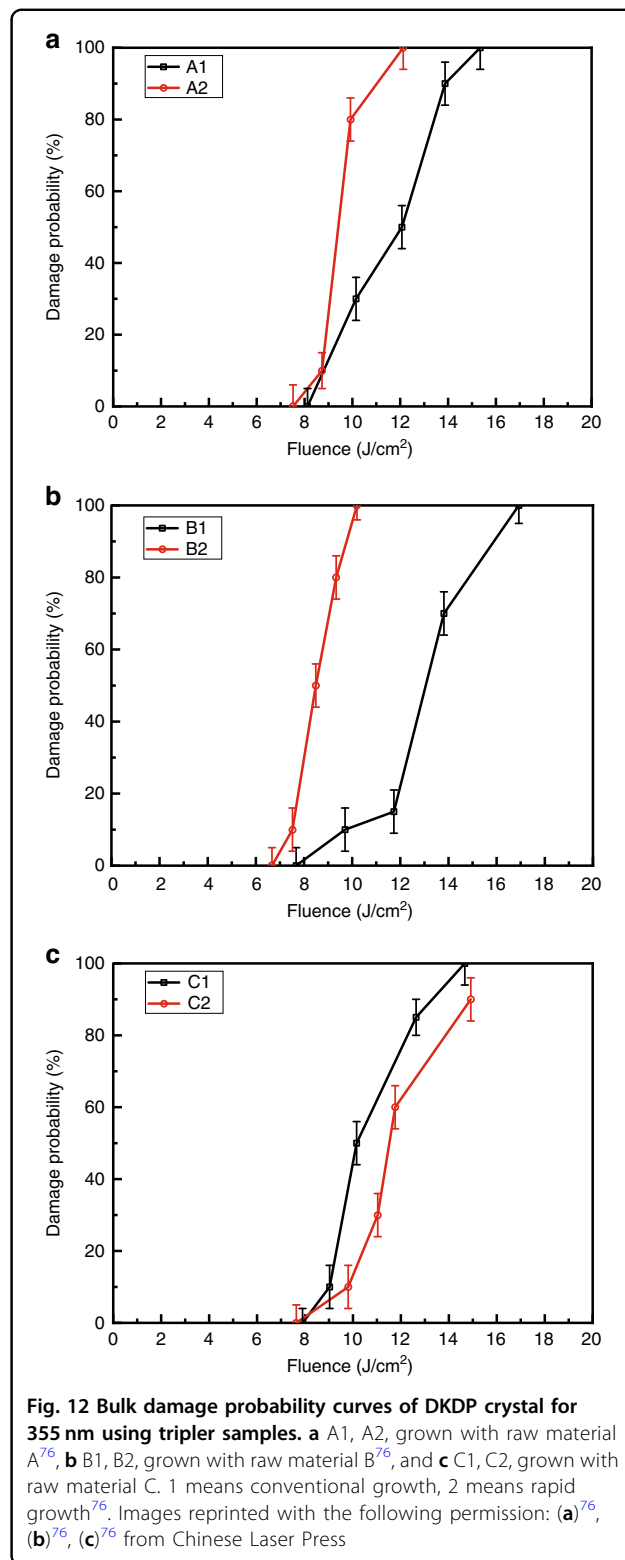 a
100
80
60
40
20
0
Damage probability (%)
A1
A2
0 2 4 6 8 10 12 14 16 18 20
Fluence (J/cm²)
b
100
80
60
40
20
0
Damage probability (%)
B1
B2
0 2 4 6 8 10 12 14 16 18 20
Fluence (J/cm²)
c
100
80
60
40
20
0
Damage probability (%)
C1
C2
0 2 4 6 8 10 12 14 16 18 20
Fluence (J/cm²)
Fig. 12 Bulk damage probability curves of DKDP crystal for
355 nm using tripler samples. a A1, A2, grown with raw material
A⁷⁶, b B1, B2, grown with raw material B⁷⁶, and c C1, C2, grown with
raw material C. 1 means conventional growth, 2 means rapid
growth⁷⁶. Images reprinted with the following permission: (a)⁷⁶,
(b)⁷⁶, (c)⁷⁶ from Chinese Laser Press